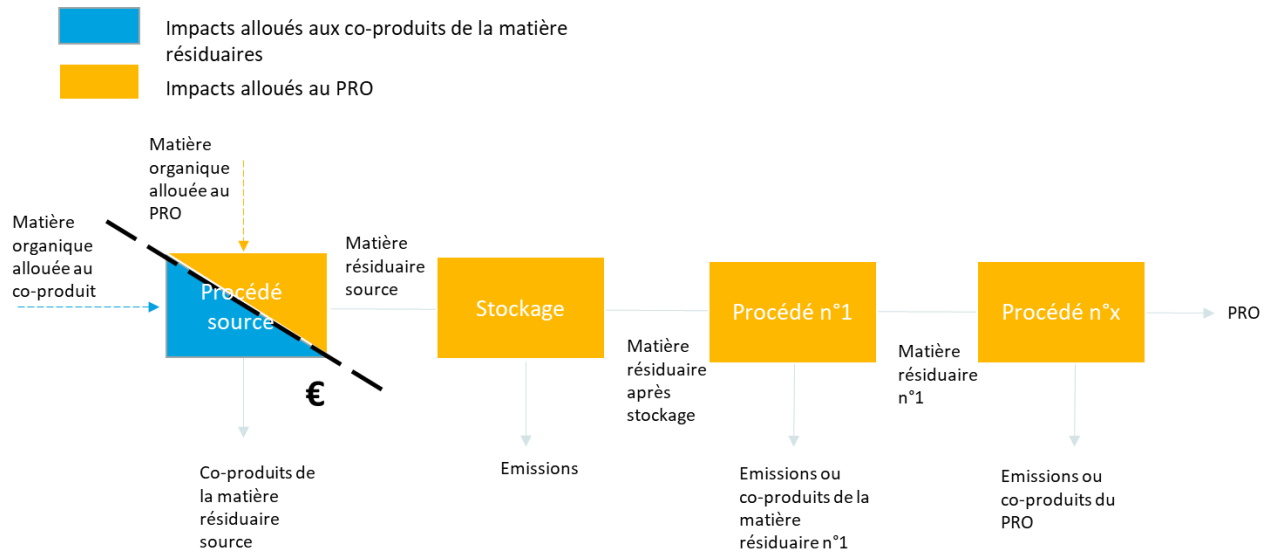 Impacts alloués aux co-produits de la matière
résiduaires
Impacts alloués au PRO
Matière
organique
allouée au
PRO
Matière
organique
allouée au
co-produit
Procédé
source
€
Matière
résiduaire
source
Stockage
Matière
résiduaire
après
stockage
Procédé n°1
Matière
résiduaire
n°1
Procédé n°x
PRO
Co-produits de
la matière
résiduaire
source
Emissions
Emissions ou
co-produits de la
matière
résiduaire n°1
Emissions ou
co-produits du
PRO